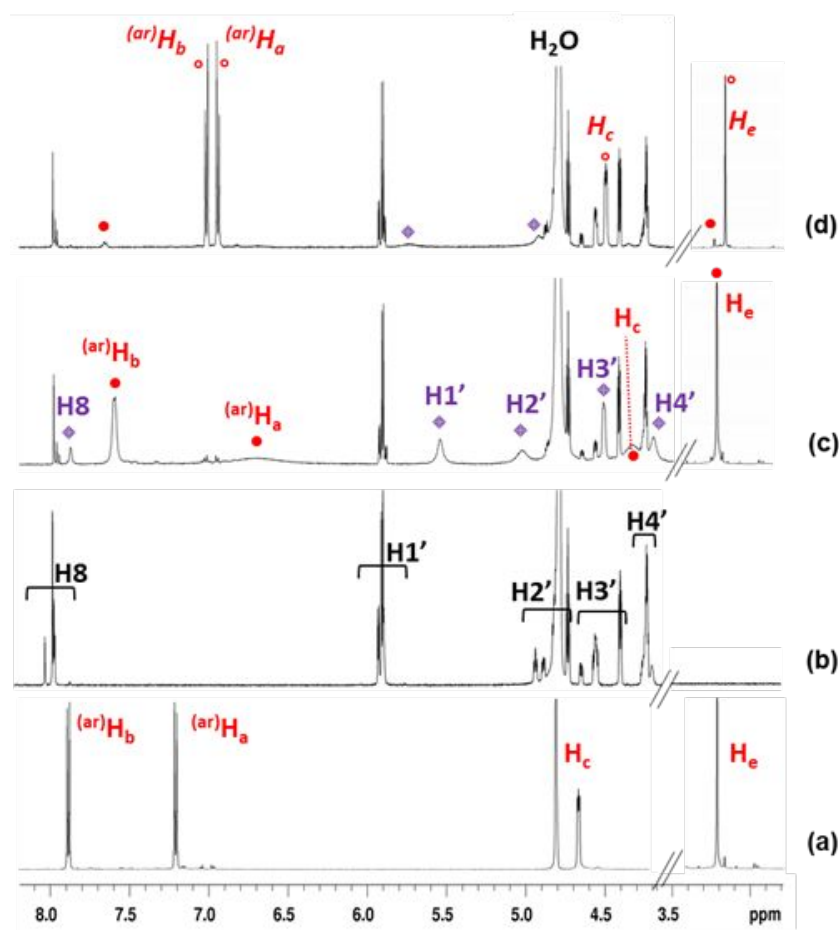 (ar)Hb (ar)Ha H2O Hc He (d)
(ar)Hb (ar)Ha H8 H1' H2' H3' Hc H4' He (c)
H8 H1' H2' H3' H4' (b)
(ar)Hb (ar)Ha Hc He (a)
8.0 7.5 7.0 6.5 6.0 5.5 5.0 4.5 4.0 3.5 ppm